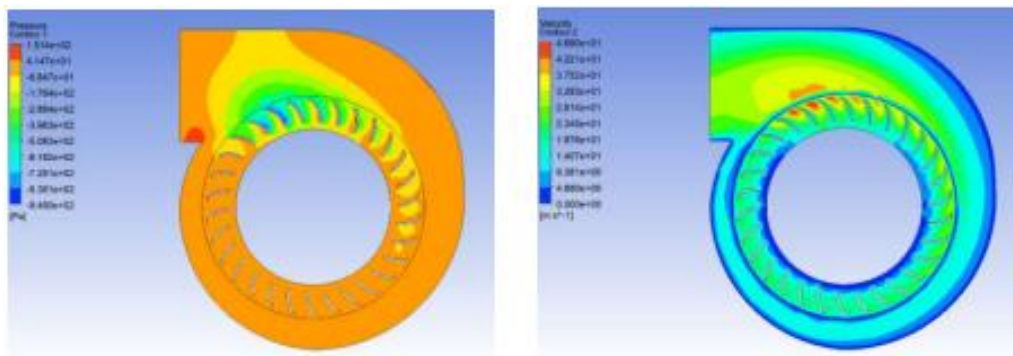 Pressure
Contour 1
1.514e+02
4.147e+01
-6.847e+01
-1.784e+02
-2.884e+02
-3.983e+02
-5.083e+02
-6.182e+02
-7.281e+02
-8.381e+02
-9.480e+02
[Pa]
Velocity
Contour 2
4.690e+01
4.221e+01
3.752e+01
3.283e+01
2.814e+01
2.345e+01
1.876e+01
1.407e+01
9.381e+00
4.690e+00
0.000e+00
[m s^-1]